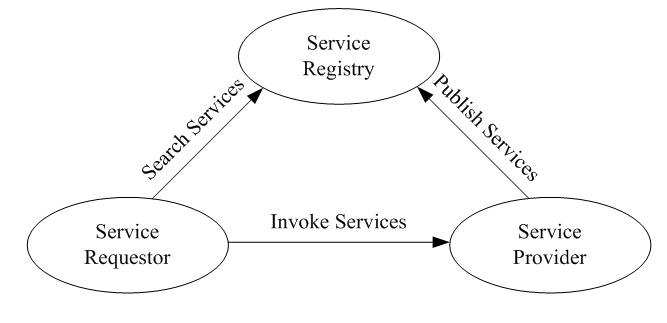 Service
Registry
Search Services
Publish Services
Service
Requestor
Invoke Services
Service
Provider